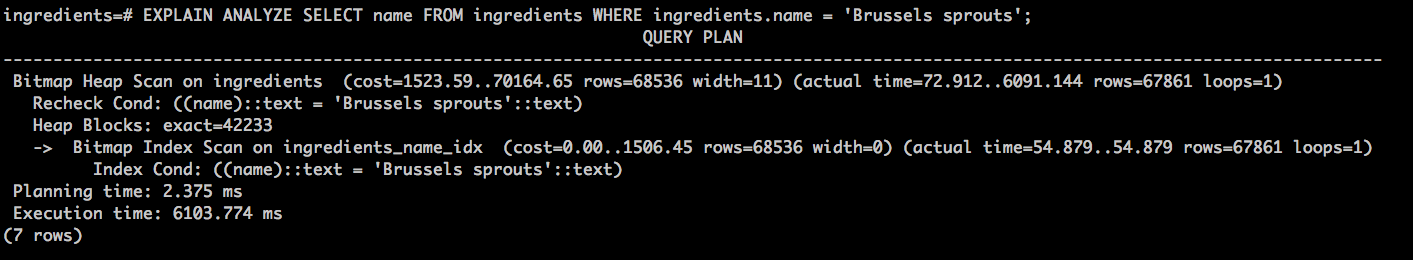 ingredients=# EXPLAIN ANALYZE SELECT name FROM ingredients WHERE ingredients.name = 'Brussels sprouts';
QUERY PLAN
-----------------------------------------------------------------------------------------------------------------------------------------
Bitmap Heap Scan on ingredients  (cost=1523.59..70164.65 rows=68536 width=11) (actual time=72.912..6091.144 rows=67861 loops=1)
Recheck Cond: ((name)::text = 'Brussels sprouts'::text)
Heap Blocks: exact=42233
->  Bitmap Index Scan on ingredients_name_idx  (cost=0.00..1506.45 rows=68536 width=0) (actual time=54.879..54.879 rows=67861 loops=1)
Index Cond: ((name)::text = 'Brussels sprouts'::text)
Planning time: 2.375 ms
Execution time: 6103.774 ms
(7 rows)